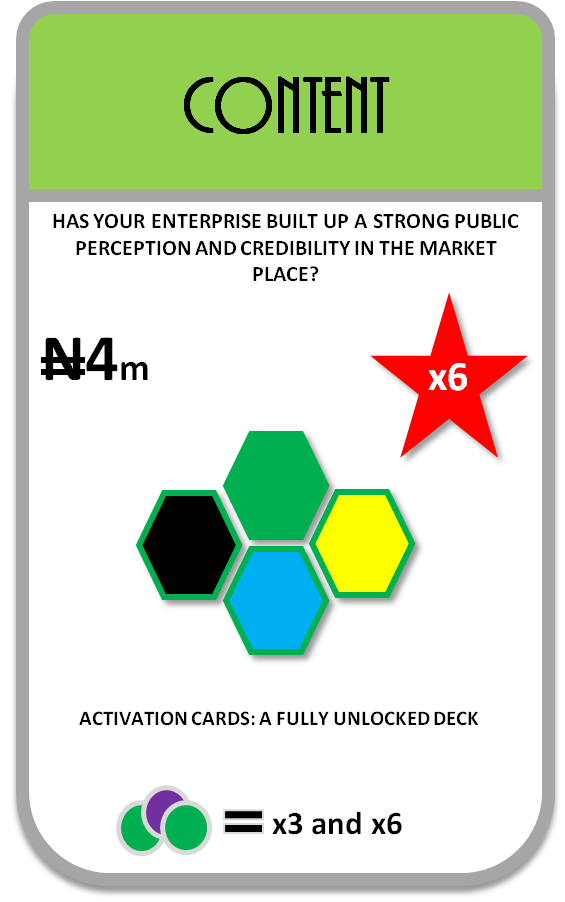 CONTENT
HAS YOUR ENTERPRISE BUILT UP A STRONG PUBLIC
PERCEPTION AND CREDIBILITY IN THE MARKET
PLACE?
₦4m
x6
ACTIVATION CARDS: A FULLY UNLOCKED DECK
= x3 and x6